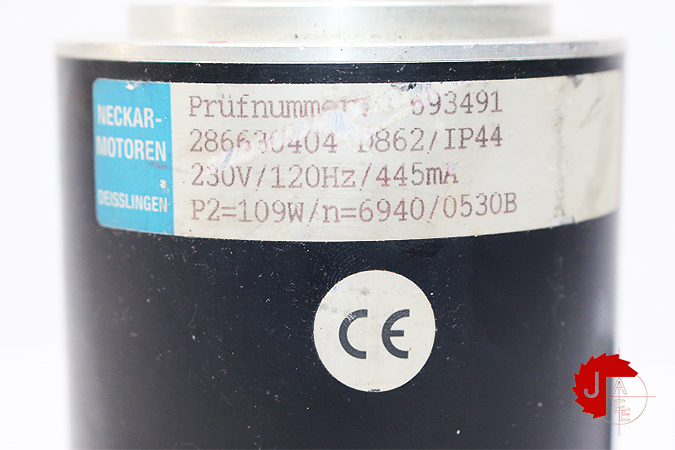 NECKAR-
MOTOREN
DEISSLINGEN
Prüfnummer: 693491
286630404 D862/IP44
230V/120Hz/445mA
P2=109W/n=6940/0530B
CE